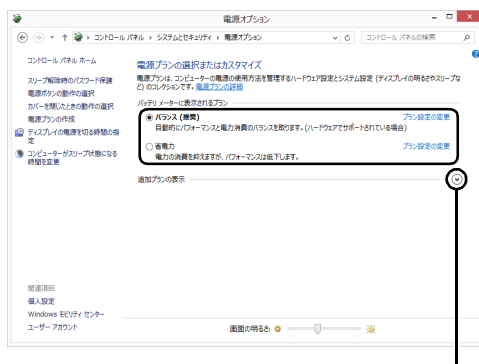 電源オプション
コントロール パネル ▸ システムとセキュリティ ▸ 電源オプション
コントロール パネルの検索
コントロール パネル ホーム
スリープ解除時のパスワード保護
電源ボタンの動作の選択
カバーを閉じたときの動作の選択
電源プランの作成
ディスプレイの電源を切る時間の指
定
コンピューターがスリープ状態になる
時間を変更
電源プランの選択またはカスタマイズ
電源プランは、コンピューターの電源の使用方法を管理するハードウェア設定とシステム設定 (ディスプレイの明るさやスリープな
ど) のコレクションです。電源プランの詳細
バッテリ メーターに表示されるプラン
バランス (推奨) プラン設定の変更
自動的にパフォーマンスと電力消費のバランスを取ります。(ハードウェアでサポートされている場合)
省電力 プラン設定の変更
電力の消費を抑えますが、パフォーマンスは低下します。
追加プランの表示
関連項目
個人設定
Windows モビリティ センター
ユーザー アカウント
画面の明るさ: